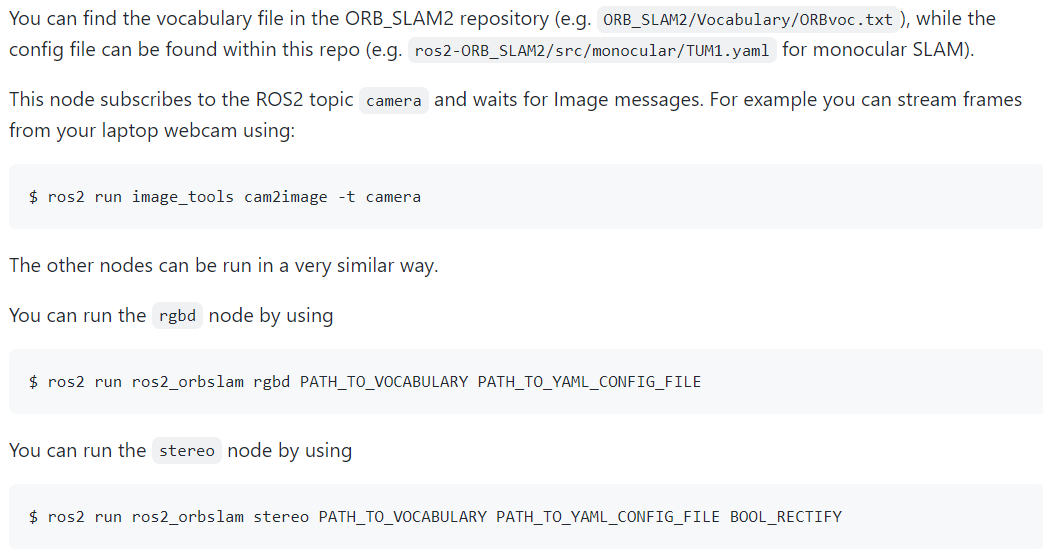 You can find the vocabulary file in the ORB_SLAM2 repository (e.g. ORB_SLAM2/Vocabulary/ORBvoc.txt), while the
config file can be found within this repo (e.g. ros2-ORB_SLAM2/src/monocular/TUM1.yaml for monocular SLAM).
This node subscribes to the ROS2 topic camera and waits for Image messages. For example you can stream frames
from your laptop webcam using:
$ ros2 run image_tools cam2image -t camera
The other nodes can be run in a very similar way.
You can run the rgbd node by using
$ ros2 run ros2_orbslam rgbd PATH_TO_VOCABULARY PATH_TO_YAML_CONFIG_FILE
You can run the stereo node by using
$ ros2 run ros2_orbslam stereo PATH_TO_VOCABULARY PATH_TO_YAML_CONFIG_FILE BOOL_RECTIFY